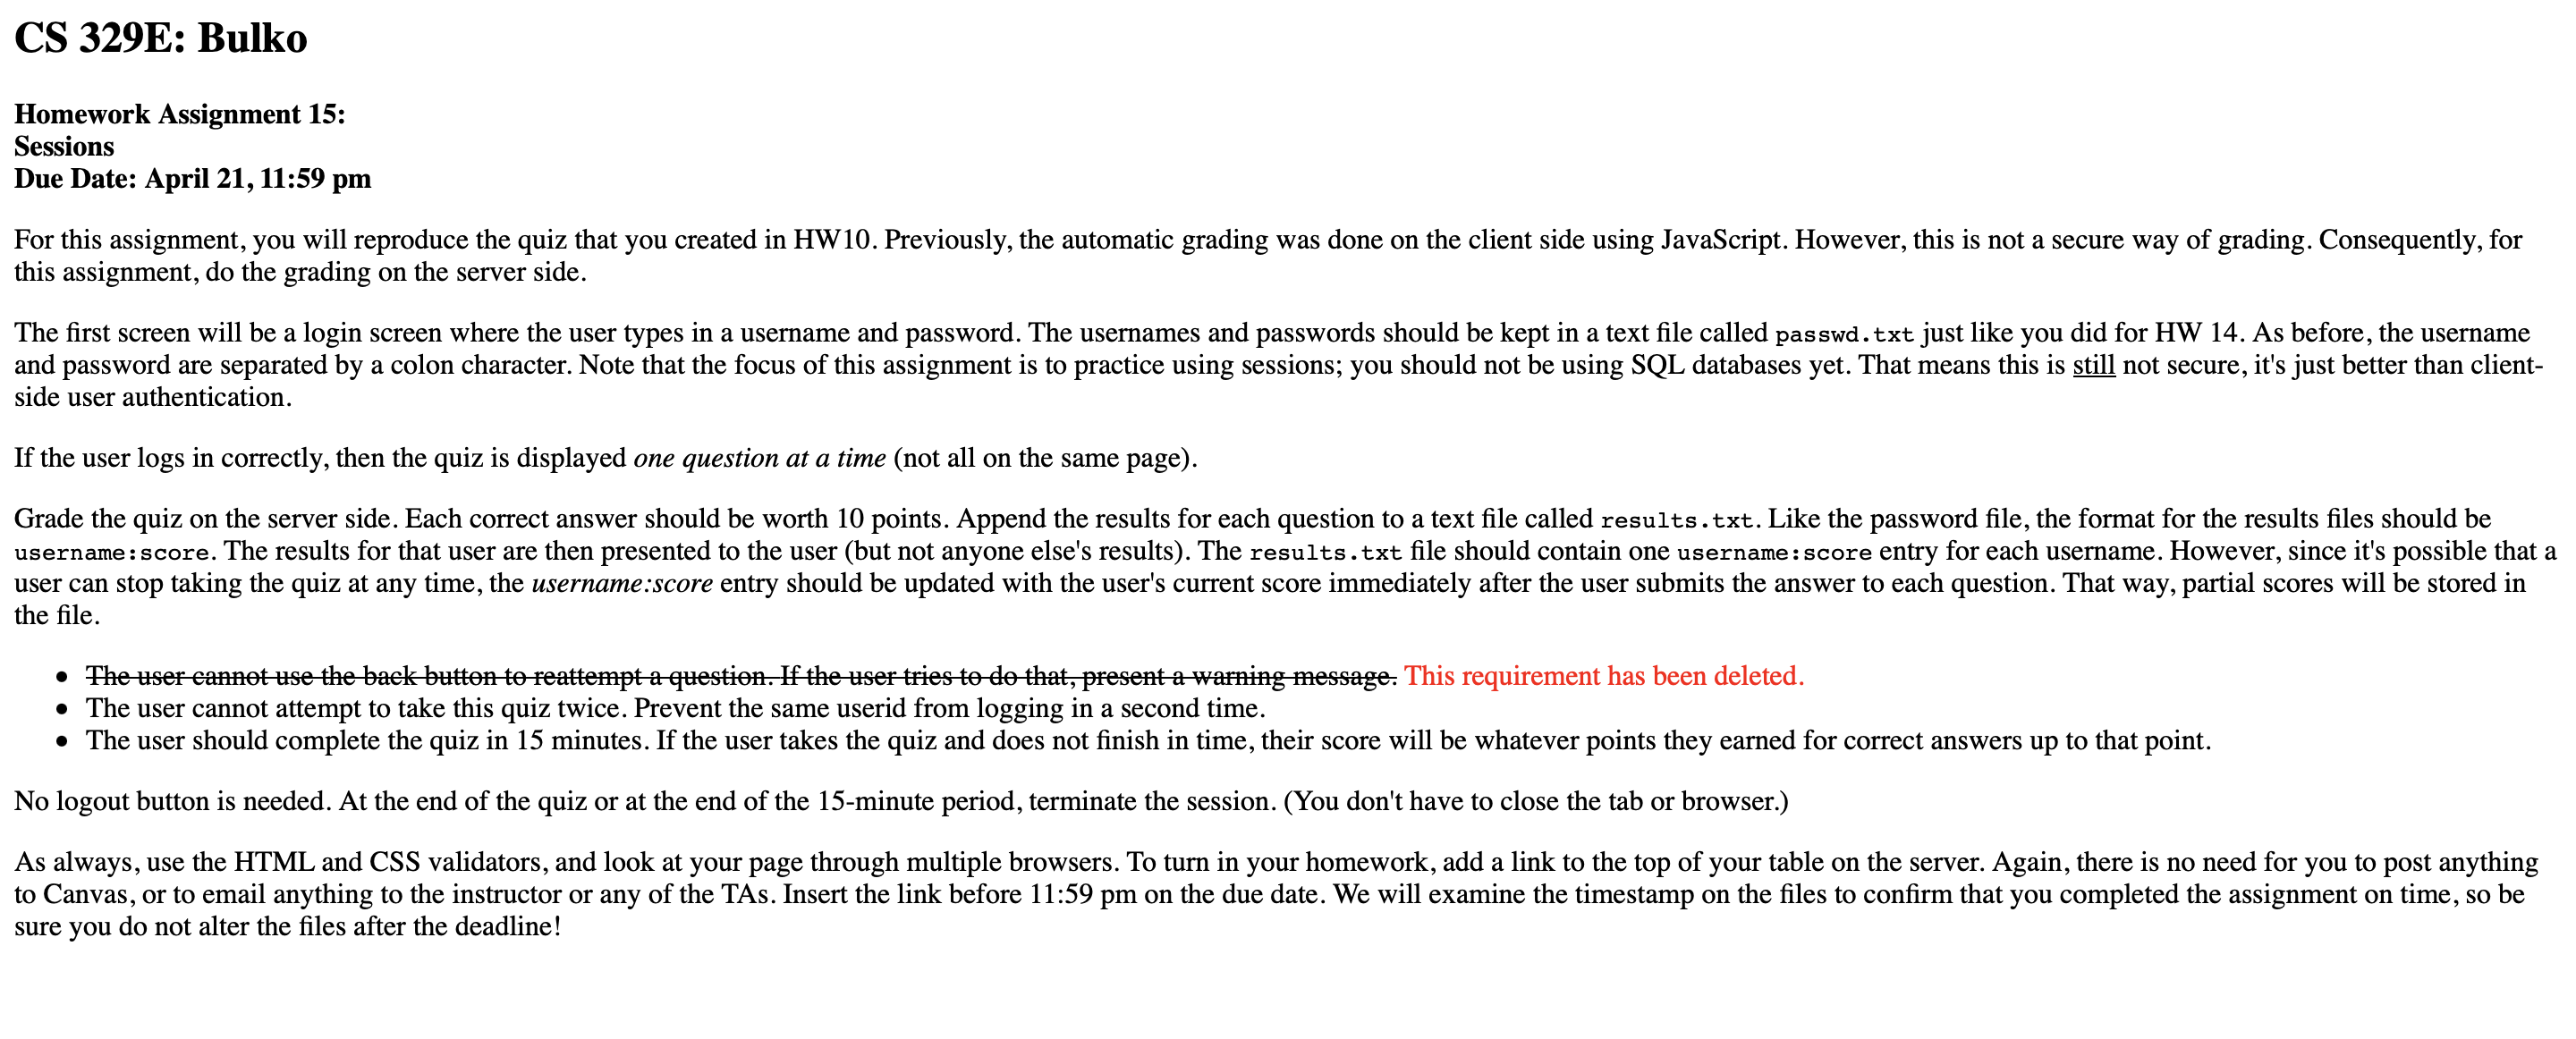 CS 329E: Bulko
Homework Assignment 15:
Sessions
Due Date: April 21, 11:59 pm
For this assignment, you will reproduce the quiz that you created in HW10. Previously, the automatic grading was done on the client side using JavaScript. However, this is not a secure way of grading. Consequently, for
this assignment, do the grading on the server side.
The first screen will be a login screen where the user types in a username and password. The usernames and passwords should be kept in a text file called passwd.txt just like you did for HW 14. As before, the username
and password are separated by a colon character. Note that the focus of this assignment is to practice using sessions; you should not be using SQL databases yet. That means this is still not secure, it's just better than client-
side user authentication.
If the user logs in correctly, then the quiz is displayed one question at a time (not all on the same page).
Grade the quiz on the server side. Each correct answer should be worth 10 points. Append the results for each question to a text file called results.txt. Like the password file, the format for the results files should be
username:score. The results for that user are then presented to the user (but not anyone else's results). The results.txt file should contain one username:score entry for each username. However, since it's possible that a
user can stop taking the quiz at any time, the username:score entry should be updated with the user's current score immediately after the user submits the answer to each question. That way, partial scores will be stored in
the file.
• The user cannot use the back button to reattempt a question. If the user tries to do that, present a warning message. This requirement has been deleted.
• The user cannot attempt to take this quiz twice. Prevent the same userid from logging in a second time.
• The user should complete the quiz in 15 minutes. If the user takes the quiz and does not finish in time, their score will be whatever points they earned for correct answers up to that point.
No logout button is needed. At the end of the quiz or at the end of the 15-minute period, terminate the session. (You don't have to close the tab or browser.)
As always, use the HTML and CSS validators, and look at your page through multiple browsers. To turn in your homework, add a link to the top of your table on the server. Again, there is no need for you to post anything
to Canvas, or to email anything to the instructor or any of the TAs. Insert the link before 11:59 pm on the due date. We will examine the timestamp on the files to confirm that you completed the assignment on time, so be
sure you do not alter the files after the deadline!